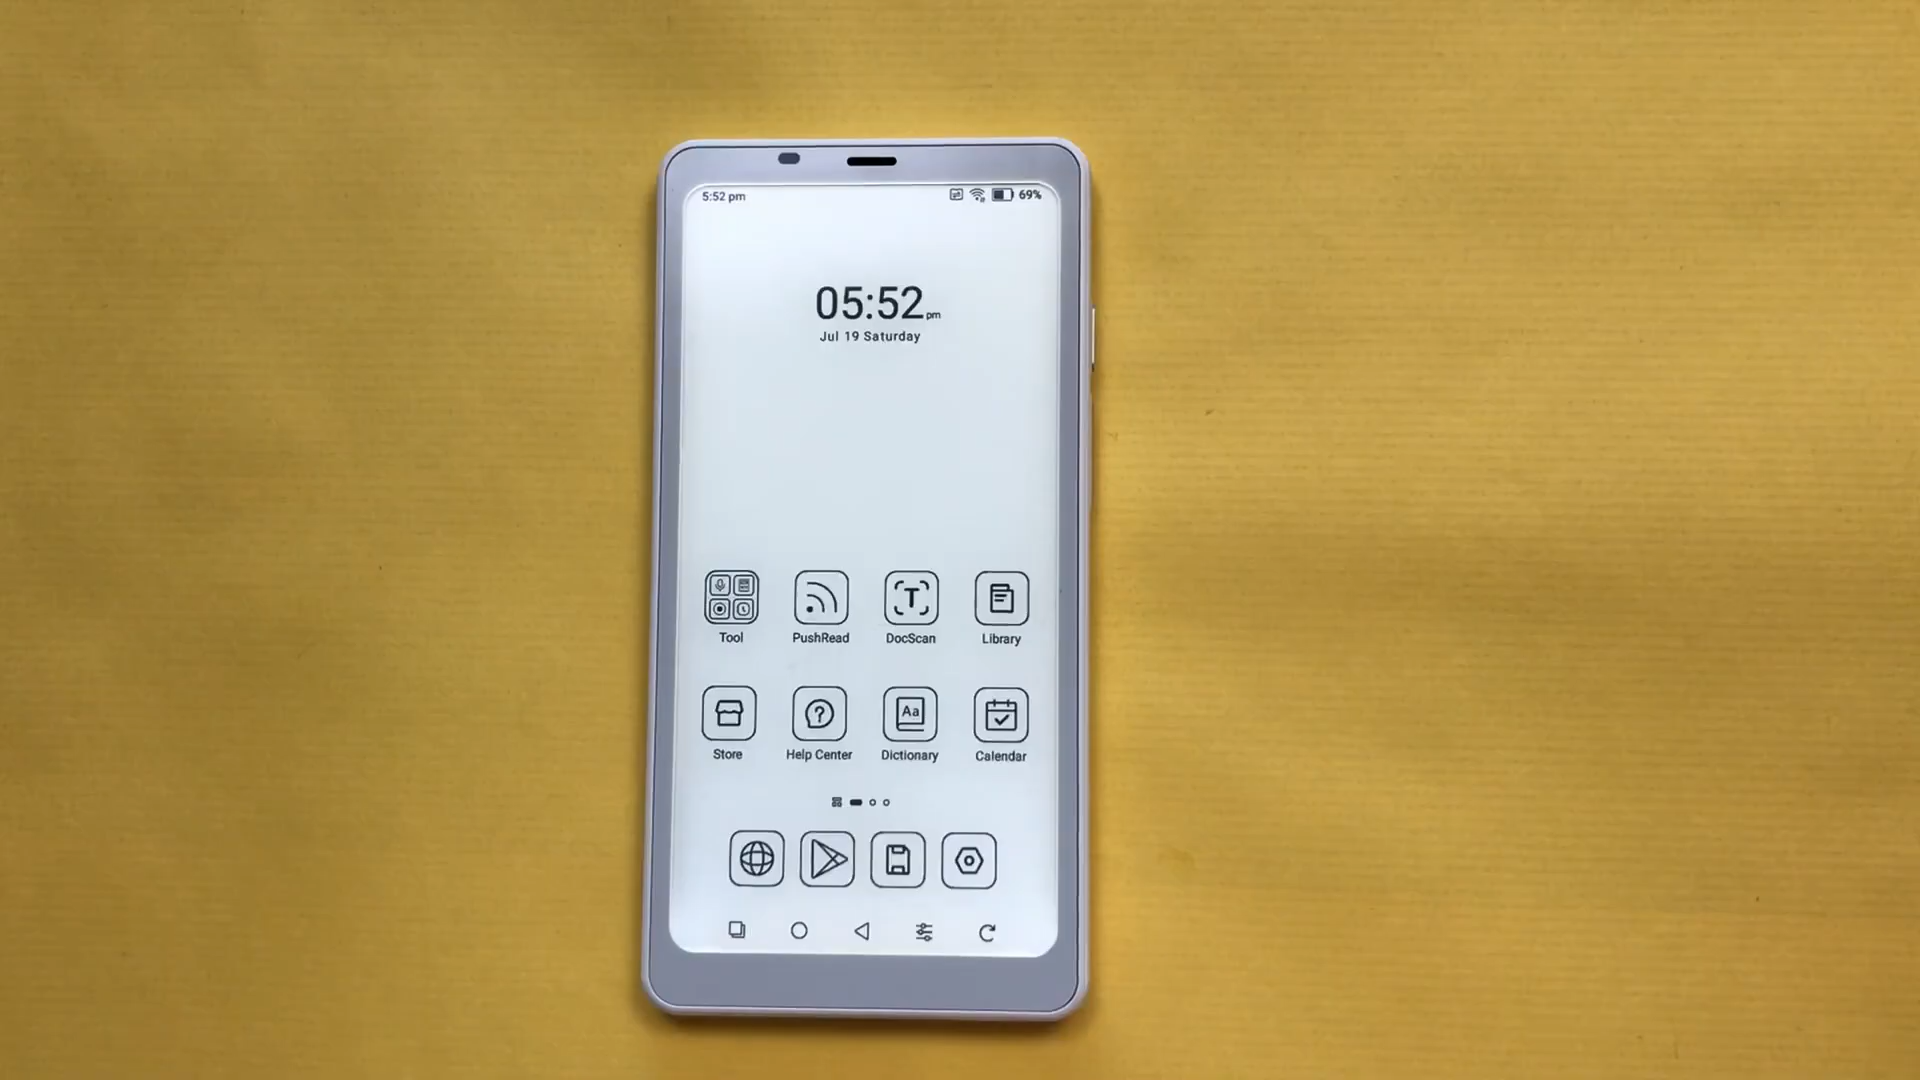 5:52 pm 69%
05:52 pm
Jul 19 Saturday
Tool PushRead DocScan Library
Store Help Center Dictionary Calendar